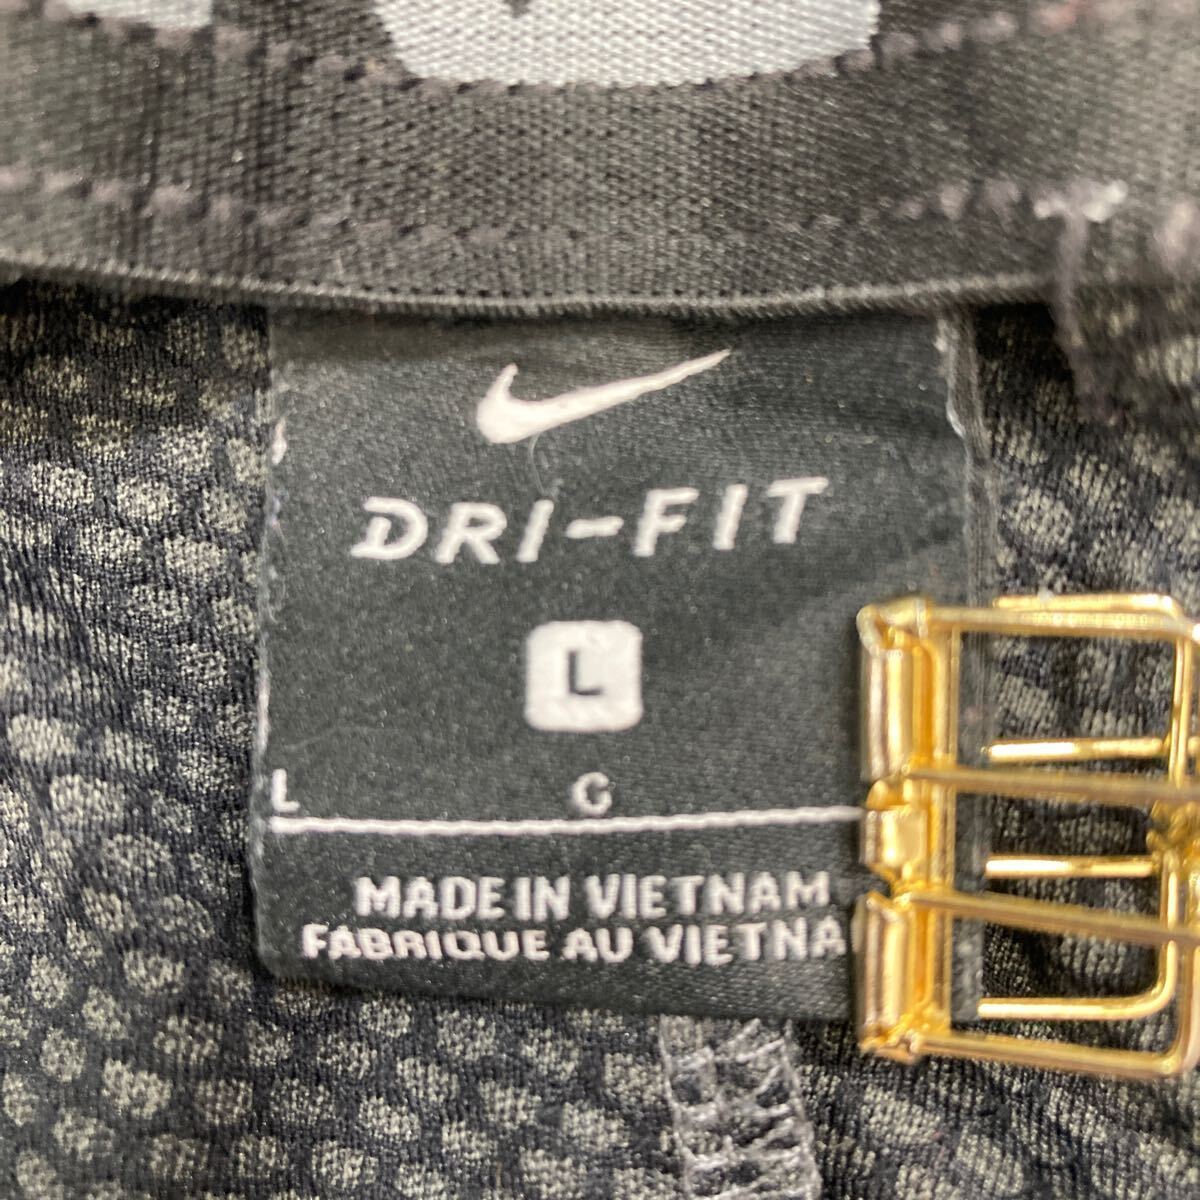 DRI-FIT
L
L G
MADE IN VIETNAM
FABRIQUE AU VIETNA